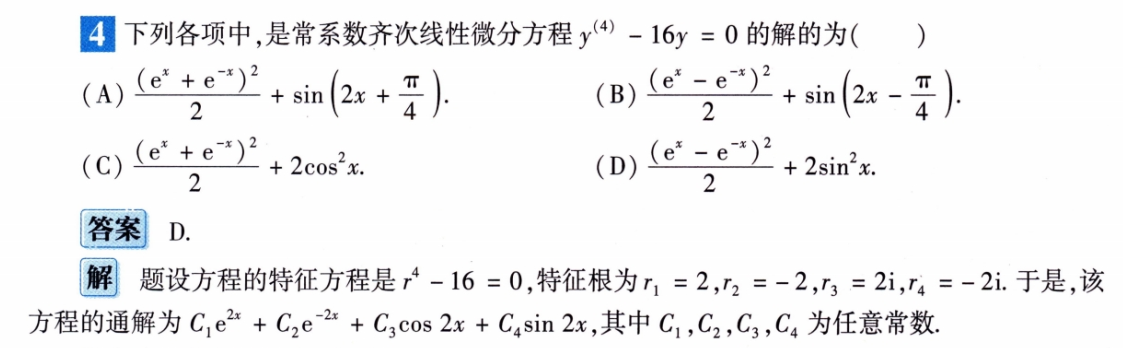 4 下列各项中,是常系数齐次线性微分方程 y⁽⁴⁾ − 16y = 0 的解的为(  )
(A) (eˣ + e⁻ˣ)²/2 + sin(2x + π/4). (B) (eˣ − e⁻ˣ)²/2 + sin(2x − π/4).
(C) (eˣ + e⁻ˣ)²/2 + 2cos²x. (D) (eˣ − e⁻ˣ)²/2 + 2sin²x.
答案 D.
解 题设方程的特征方程是 r⁴ − 16 = 0,特征根为 r₁ = 2,r₂ = −2,r₃ = 2i,r₄ = −2i. 于是,该
方程的通解为 C₁e²ˣ + C₂e⁻²ˣ + C₃cos 2x + C₄sin 2x,其中 C₁,C₂,C₃,C₄ 为任意常数.